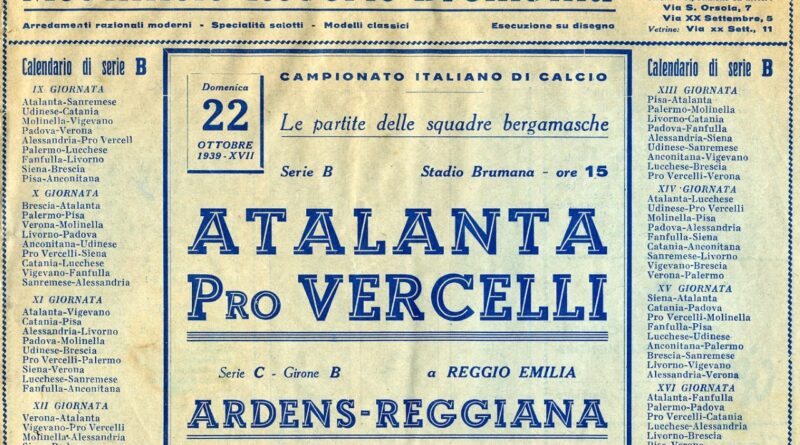 Arredamenti razionali moderni - Specialità salotti - Modelli classici
Esecuzione su disegno
Via S. Orsola, 7
Via XX Settembre, 5
Vetrine: Via xx Sett., 11
Calendario di serie B
IX GIORNATA
Atalanta-Sanremese
Udinese-Catania
Molinella-Vigevano
Padova-Verona
Alessandria-Pro Vercell
Palermo-Lucchese
Fanfulla-Livorno
Siena-Brescia
Pisa-Anconitana
X GIORNATA
Brescia-Atalanta
Palermo-Pisa
Verona-Molinella
Livorno-Padova
Anconitana-Udinese
Pro Vercelli-Siena
Catania-Lucchese
Vigevano-Fanfulla
Sanremese-Alessandria
XI GIORNATA
Atalanta-Vigevano
Catania-Pisa
Alessandria-Livorno
Padova-Molinella
Udinese-Brescia
Pro Vercelli-Palermo
Siena-Verona
Lucchese-Sanremese
Fanfulla-Anconitana
XII GIORNATA
Verona-Atalanta
Vigevano-Pro Vercelli
Molinella-Alessandria
Siena-Padova
Domenica
22
OTTOBRE
1939-XVII
CAMPIONATO ITALIANO DI CALCIO
Le partite delle squadre bergamasche
Serie B Stadio Brumana - ore 15
ATALANTA
PRO VERCELLI
Serie C - Girone B a REGGIO EMILIA
ARDENS-REGGIANA
Calendario di serie B
XIII GIORNATA
Pisa-Atalanta
Palermo-Molinella
Livorno-Catania
Padova-Fanfulla
Alessandria-Siena
Udinese-Sanremese
Anconitana-Vigevano
Lucchese-Brescia
Pro Vercelli-Verona
XIV GIORNATA
Atalanta-Lucchese
Udinese-Pro Vercelli
Molinella-Pisa
Padova-Alessandria
Fanfulla-Siena
Catania-Anconitana
Sanremese-Livorno
Vigevano-Brescia
Verona-Palermo
XV GIORNATA
Siena-Atalanta
Catania-Padova
Pro Vercelli-Molinella
Fanfulla-Pisa
Lucchese-Udinese
Anconitana-Palermo
Brescia-Sanremese
Livorno-Vigevano
Alessandria-Verona
XVI GIORNATA
Atalanta-Fanfulla
Palermo-Padova
Pro Vercelli-Catania
Molinella-Lucchese
Livorno-Brescia